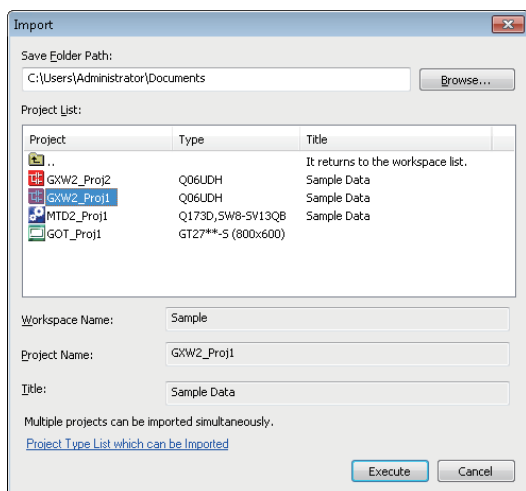 Import
Save Folder Path:
C:\Users\Administrator\Documents
Browse...
Project List:
Project Type Title
.. It returns to the workspace list.
GXW2_Proj2 Q06UDH Sample Data
GXW2_Proj1 Q06UDH Sample Data
MTD2_Proj1 Q173D,SW8-SV13QB Sample Data
GOT_Proj1 GT27**-S (800x600)
Workspace Name: Sample
Project Name: GXW2_Proj1
Title: Sample Data
Multiple projects can be imported simultaneously.
Project Type List which can be Imported
Execute Cancel